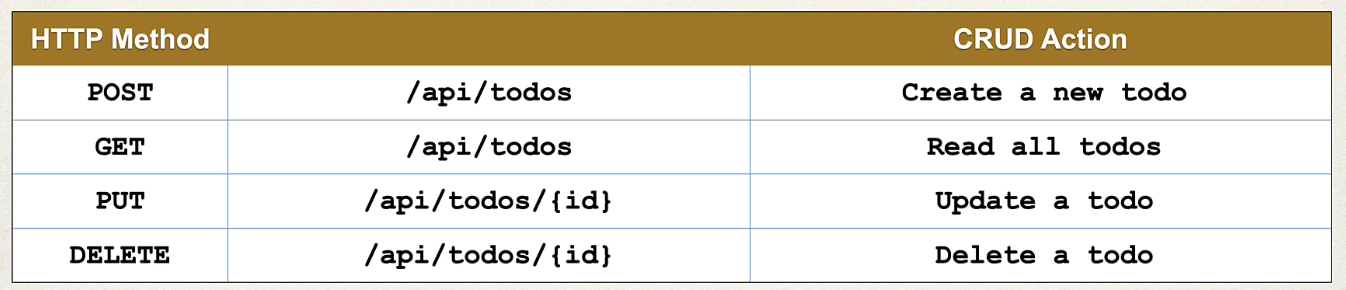 HTTP Method CRUD Action
POST /api/todos Create a new todo
GET /api/todos Read all todos
PUT /api/todos/{id} Update a todo
DELETE /api/todos/{id} Delete a todo